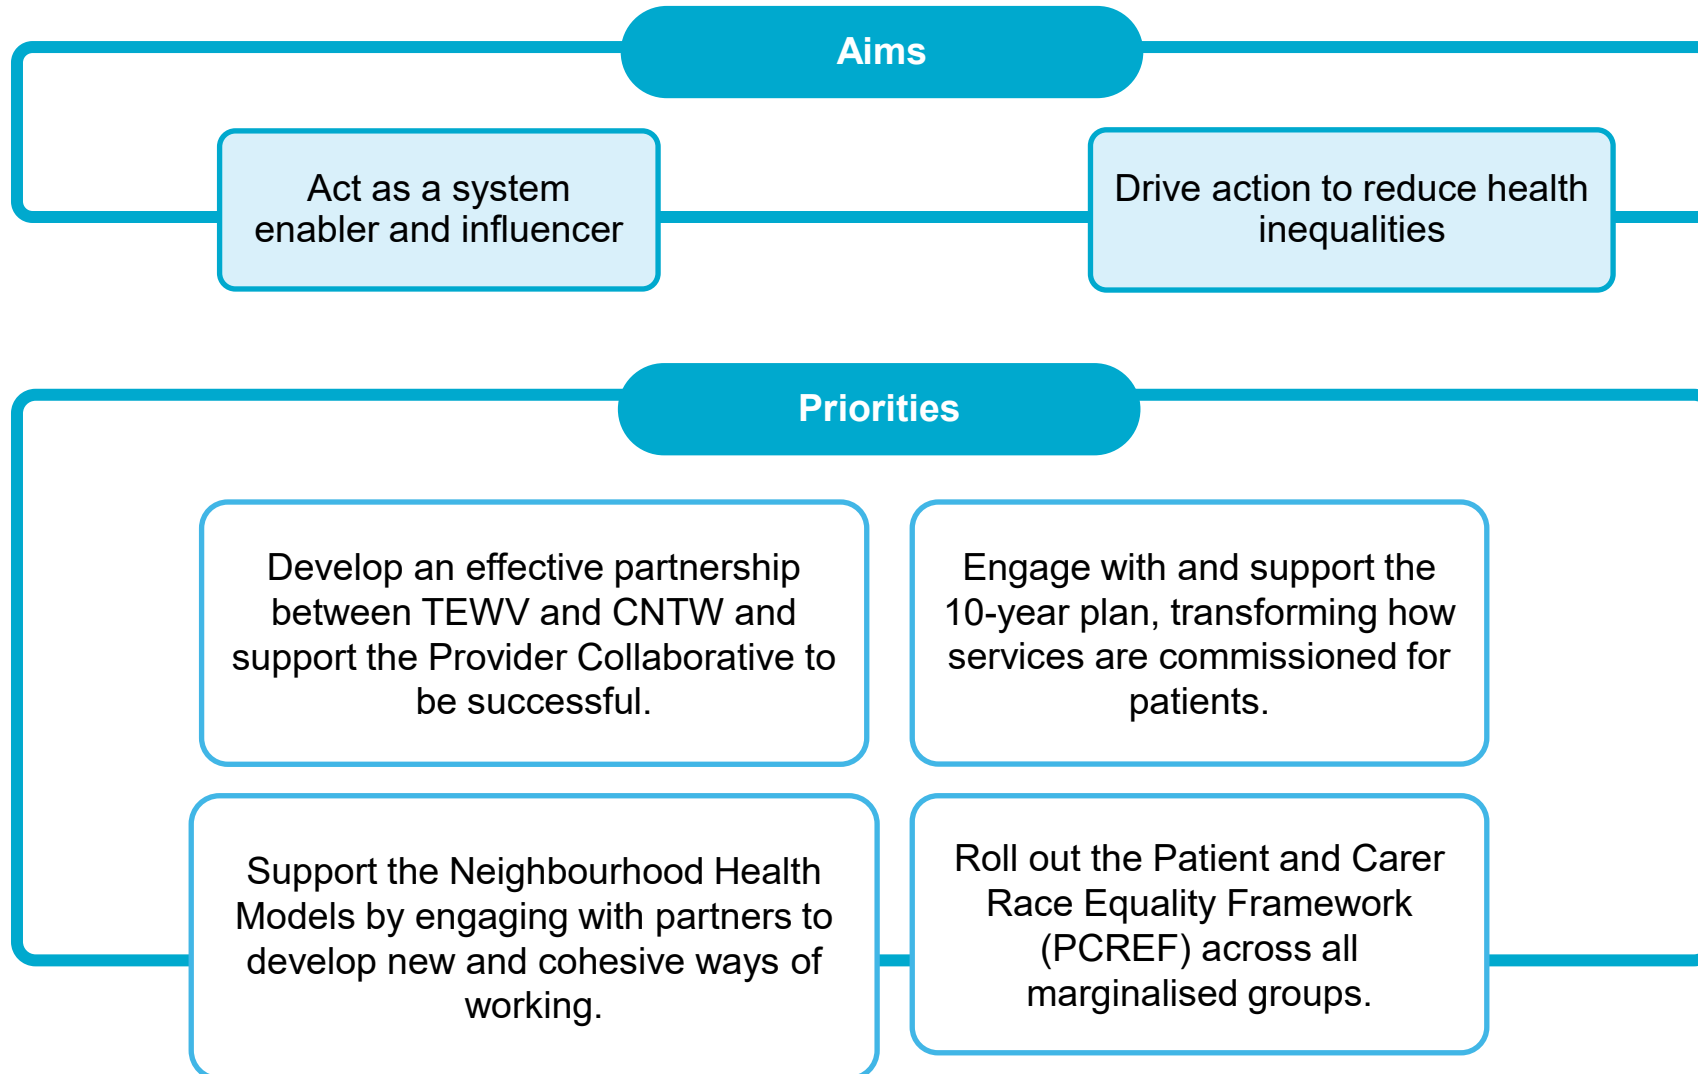 Aims
Act as a system
enabler and influencer
Drive action to reduce health
inequalities
Priorities
Develop an effective partnership
between TEWV and CNTW and
support the Provider Collaborative to
be successful.
Engage with and support the
10-year plan, transforming how
services are commissioned for
patients.
Support the Neighbourhood Health
Models by engaging with partners to
develop new and cohesive ways of
working.
Roll out the Patient and Carer
Race Equality Framework
(PCREF) across all
marginalised groups.